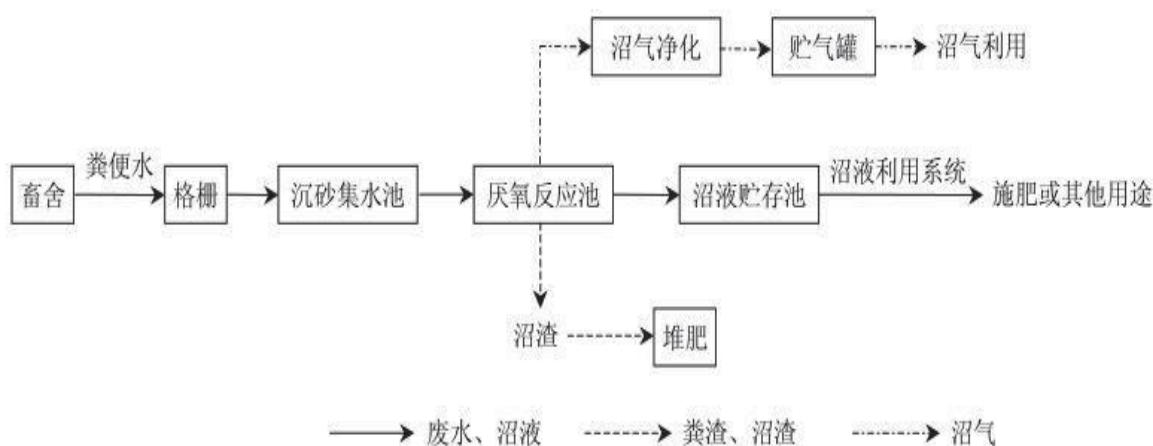 沼气净化
贮气罐
沼气利用
粪便水
沼液利用系统
畜舍
格栅
沉砂集水池
厌氧反应池
沼液贮存池
施肥或其他用途
沼渣
堆肥
废水、沼液
粪渣、沼渣
沼气